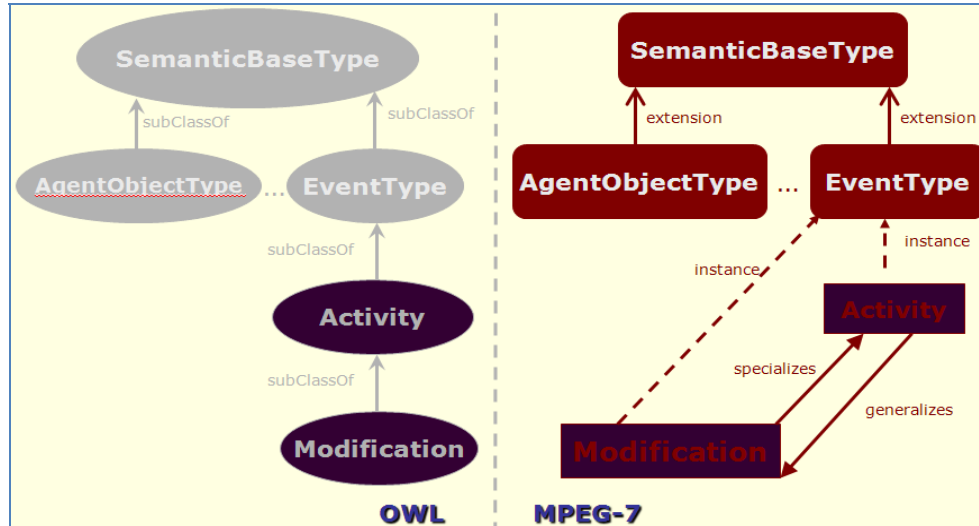 SemanticBaseType
subClassOf
subClassOf
AgentObjectType
...
EventType
subClassOf
Activity
subClassOf
Modification
OWL
SemanticBaseType
extension
extension
AgentObjectType
...
EventType
instance
instance
Activity
specializes
generalizes
Modification
MPEG-7